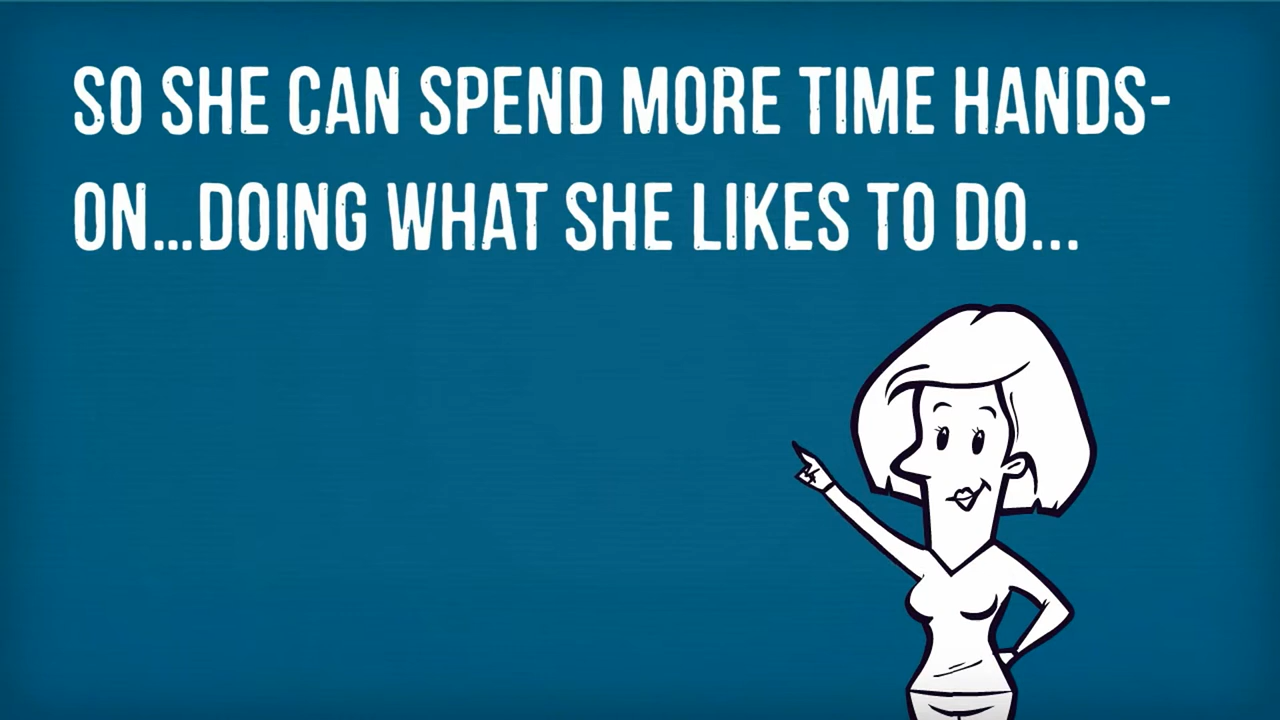 SO SHE CAN SPEND MORE TIME HANDS-
ON...DOING WHAT SHE LIKES TO DO...